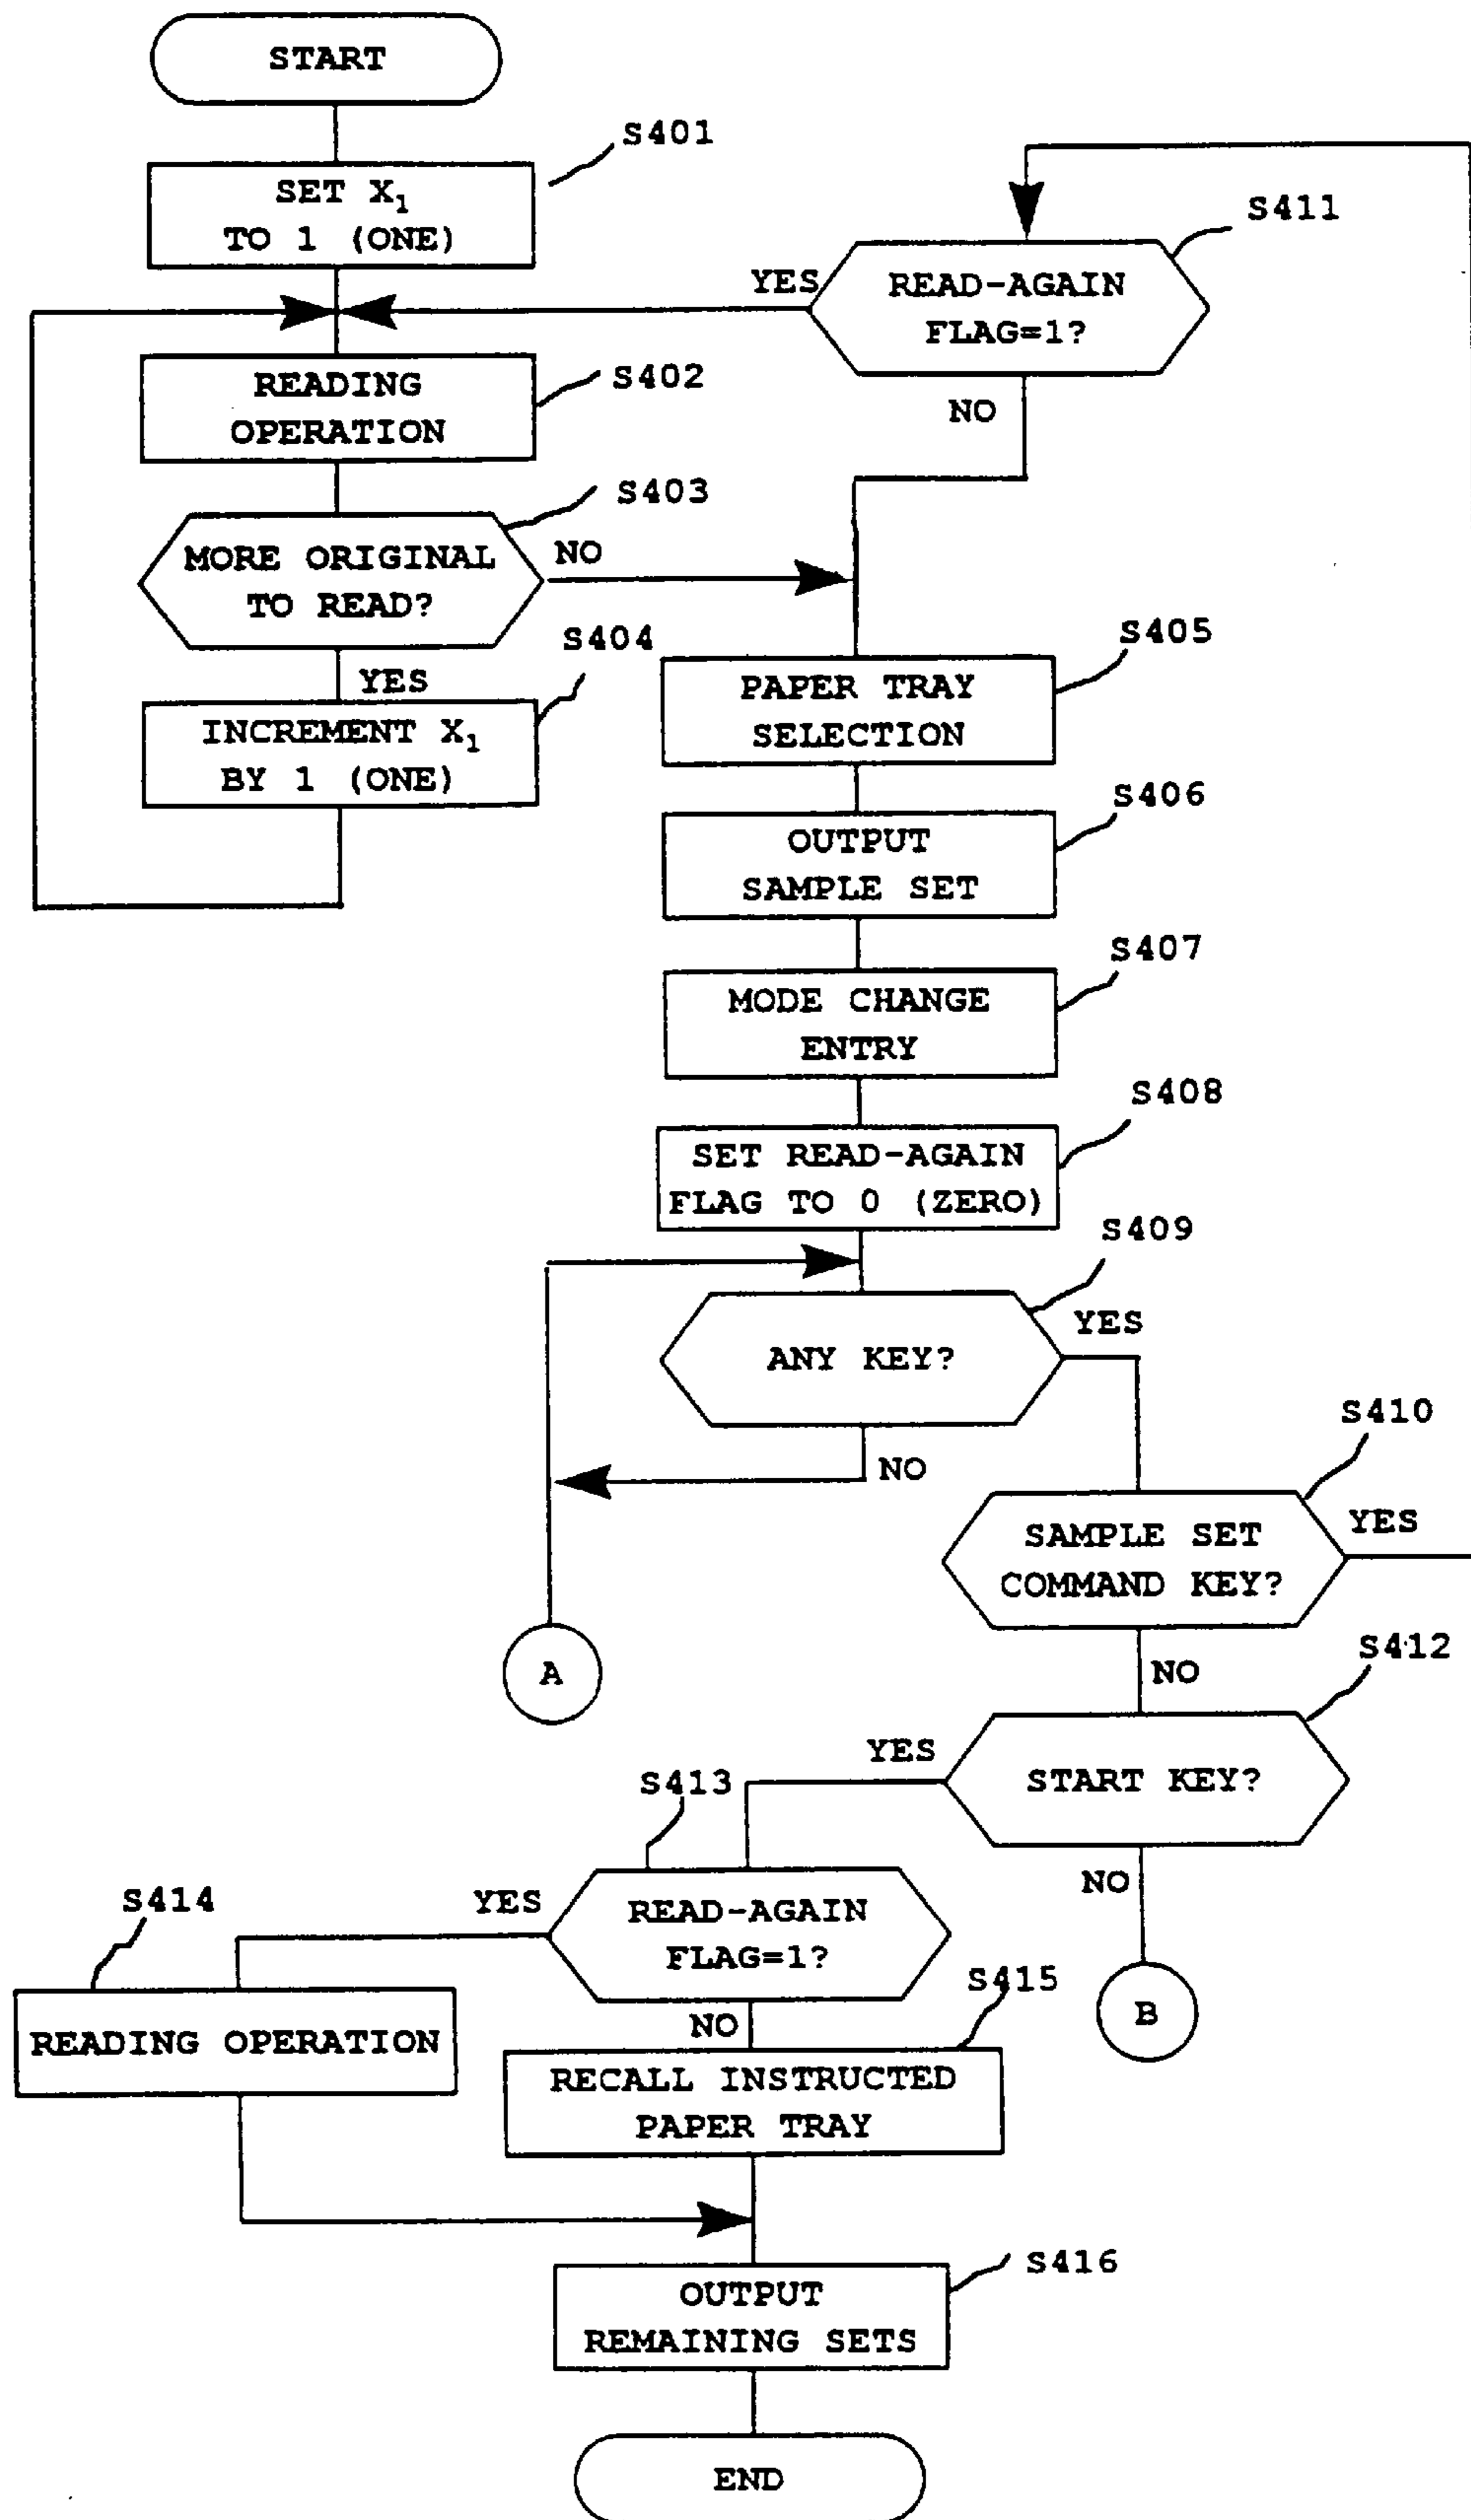 START
S401
SET X₁
TO 1 (ONE)
S411
READ-AGAIN
FLAG=1?
YES
NO
READING
OPERATION
S402
S403
MORE ORIGINAL
TO READ?
NO
YES
S404
INCREMENT X₁
BY 1 (ONE)
S405
PAPER TRAY
SELECTION
S406
OUTPUT
SAMPLE SET
S407
MODE CHANGE
ENTRY
S408
SET READ-AGAIN
FLAG TO 0 (ZERO)
S409
ANY KEY?
YES
NO
S410
SAMPLE SET
COMMAND KEY?
YES
NO
A
S412
START KEY?
YES
NO
B
S413
READ-AGAIN
FLAG=1?
YES
NO
S414
READING OPERATION
S415
RECALL INSTRUCTED
PAPER TRAY
S416
OUTPUT
REMAINING SETS
END